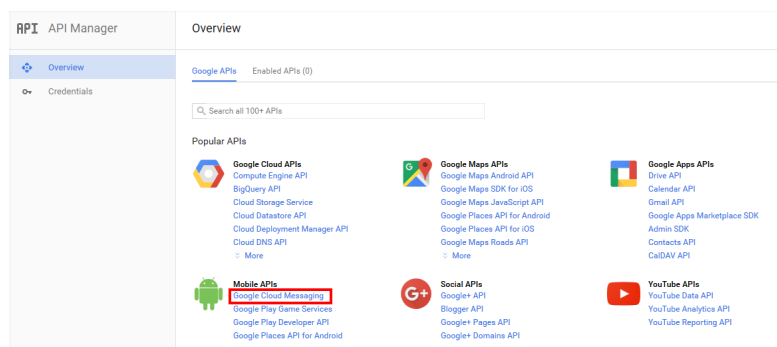 API API Manager
Overview
Overview
Credentials
Google APIs Enabled APIs (0)
Search all 100+ APIs
Popular APIs
Google Cloud APIs
Compute Engine API
BigQuery API
Cloud Storage Service
Cloud Datastore API
Cloud Deployment Manager API
Cloud DNS API
More
Google Maps APIs
Google Maps Android API
Google Maps SDK for iOS
Google Maps JavaScript API
Google Places API for Android
Google Places API for iOS
Google Maps Roads API
More
Google Apps APIs
Drive API
Calendar API
Gmail API
Google Apps Marketplace SDK
Admin SDK
Contacts API
CalDAV API
Mobile APIs
Google Cloud Messaging
Google Play Game Services
Google Play Developer API
Google Places API for Android
G+
Social APIs
Google+ API
Blogger API
Google+ Pages API
Google+ Domains API
YouTube APIs
YouTube Data API
YouTube Analytics API
YouTube Reporting API